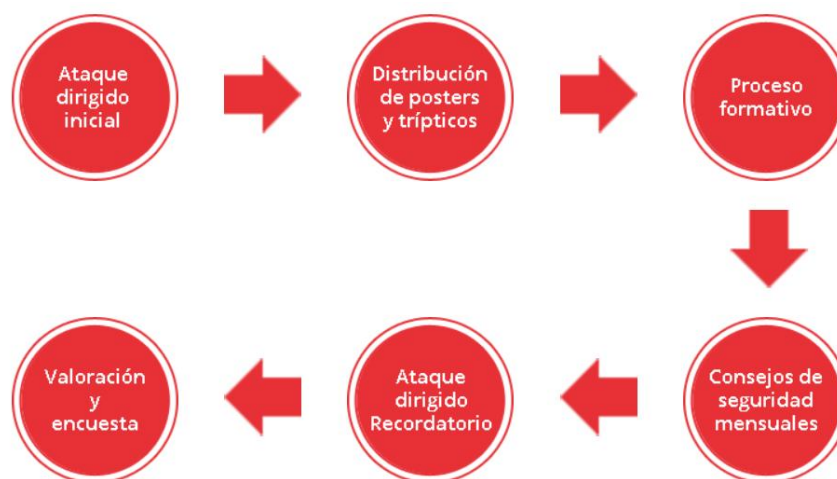 Ataque
dirigido
inicial
Distribución
de posters
y trípticos
Proceso
formativo
Consejos de
seguridad
mensuales
Ataque
dirigido
Recordatorio
Valoración
y
encuesta